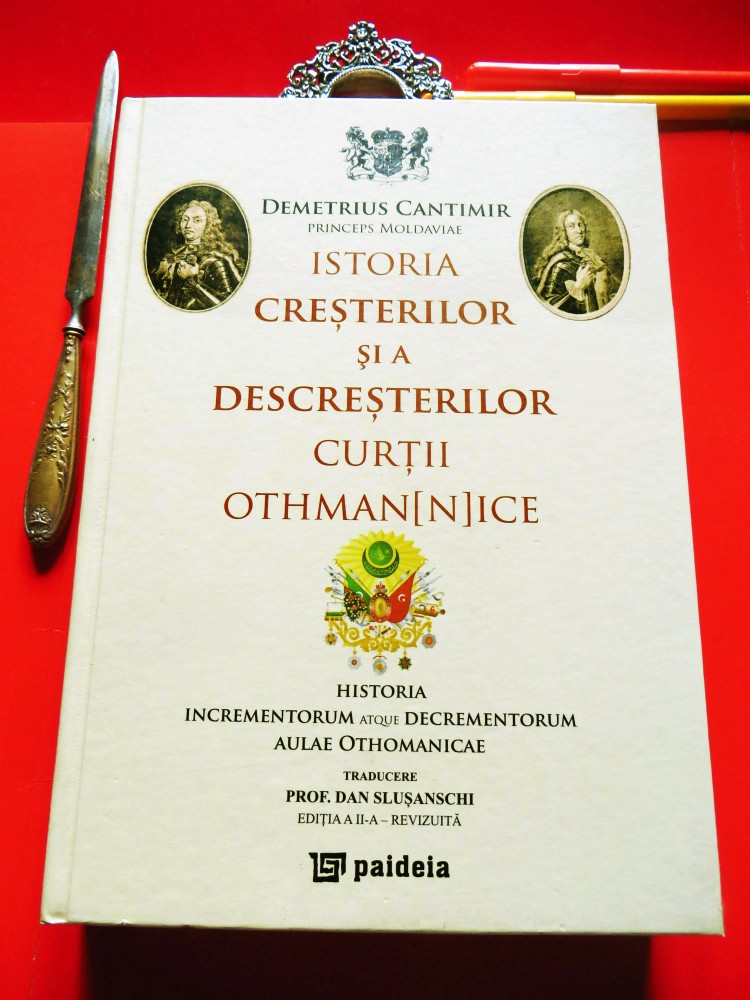 DEMETRIUS CANTIMIR
PRINCEPS MOLDAVIAE
ISTORIA
CREȘTERILOR
ŞI A
DESCREȘTERILOR
CURȚII
OTHMAN[N]ICE
HISTORIA
INCREMENTORUM ATQUE DECREMENTORUM
AULAE OTHOMANICAE
TRADUCERE
PROF. DAN SLUȘANSCHI
EDIȚIA A II-A – REVIZUITĂ
paideia